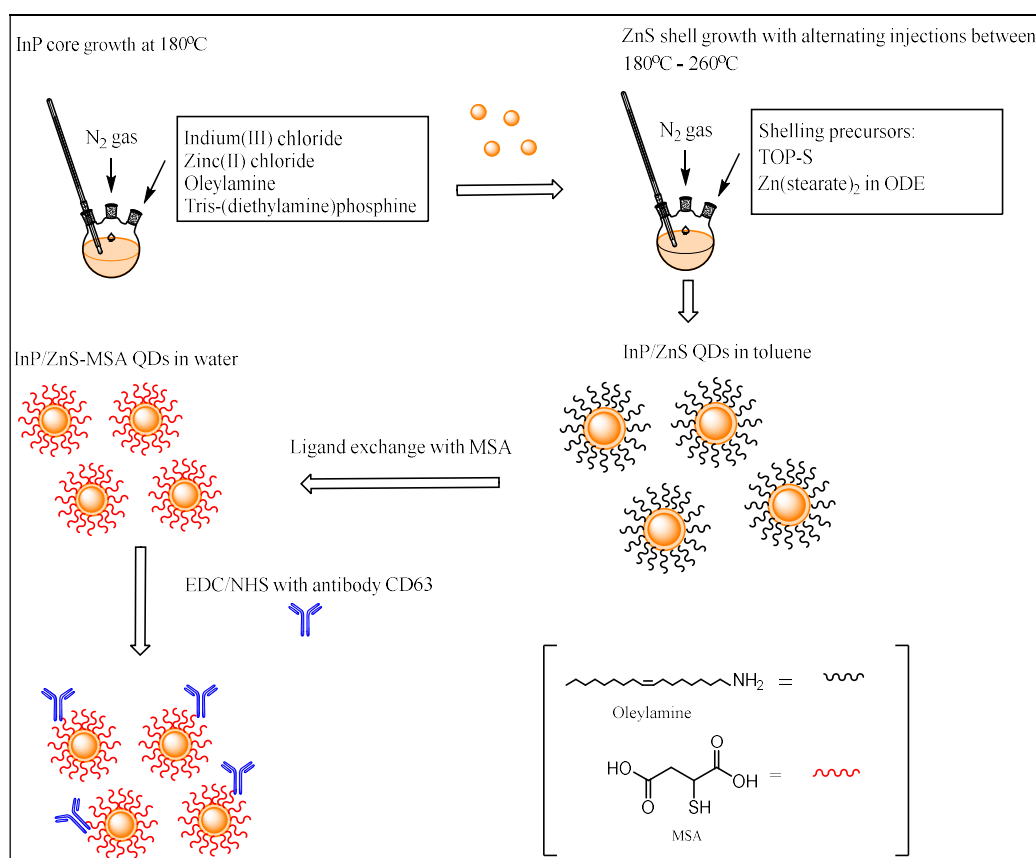 InP core growth at 180⁰C
N₂ gas
Indium(III) chloride
Zinc(II) chloride
Oleylamine
Tris-(diethylamine)phosphine
ZnS shell growth with alternating injections between
180⁰C - 260⁰C
N₂ gas
Shelling precursors:
TOP-S
Zn(stearate)₂ in ODE
InP/ZnS QDs in toluene
Ligand exchange with MSA
InP/ZnS-MSA QDs in water
EDC/NHS with antibody CD63
NH₂ =
Oleylamine
O
HO
O
OH =
SH
MSA